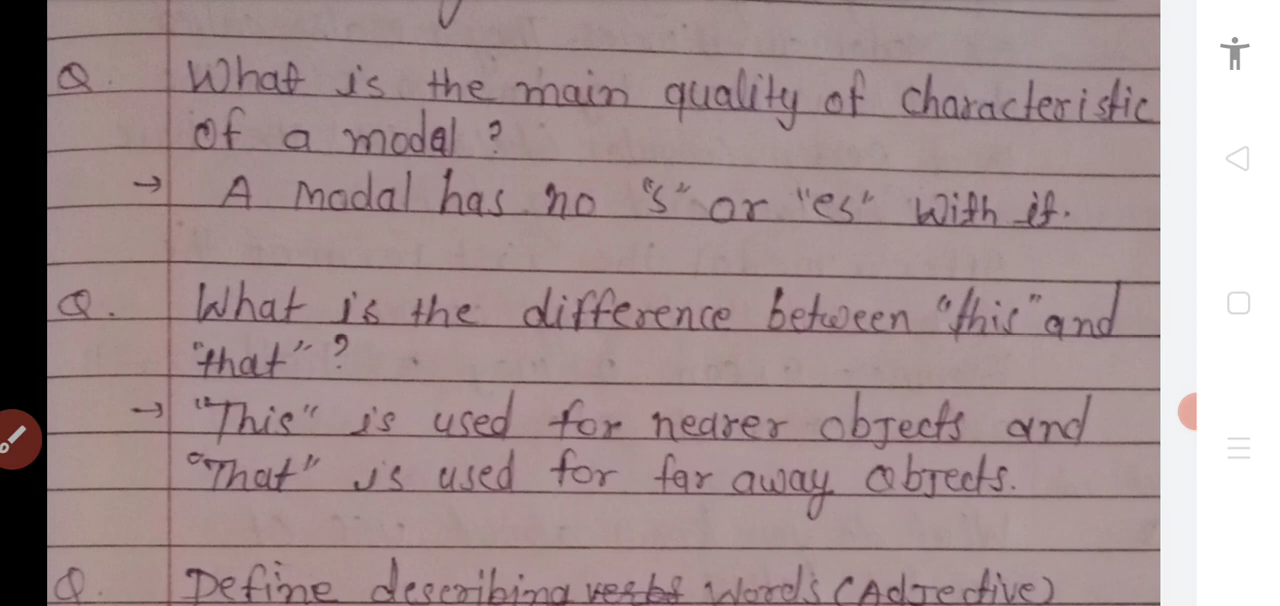 Q. What is the main quality of characteristic
of a modal ?
→ A modal has no "s" or "es" with it.
Q. What is the difference between "this" and
"that" ?
→ "This" is used for nearer objects and
"That" is used for far away objects.
Q. Define describing words (Adjective)